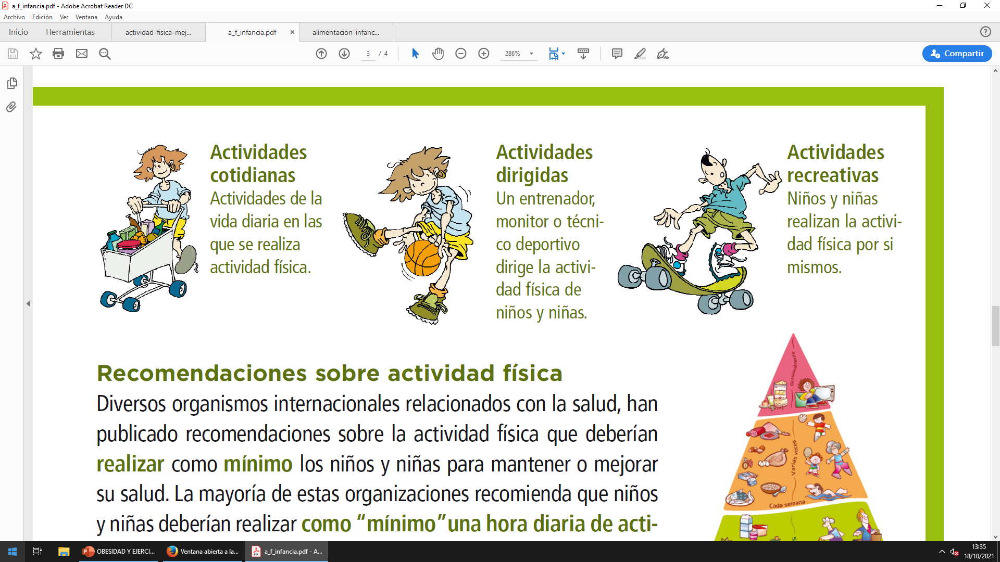 a_f_infancia.pdf - Adobe Acrobat Reader DC
Archivo Edición Ver Ventana Ayuda
Inicio Herramientas actividad-fisica-mej... a_f_infancia.pdf × alimentacion-infanc... ?
3 / 4 286% Compartir
Actividades
cotidianas
Actividades de la
vida diaria en las
que se realiza
actividad física.
Actividades
dirigidas
Un entrenador,
monitor o técni-
co deportivo
dirige la activi-
dad física de
niños y niñas.
Actividades
recreativas
Niños y niñas
realizan la activi-
dad física por si
mismos.
Recomendaciones sobre actividad física
Diversos organismos internacionales relacionados con la salud, han
publicado recomendaciones sobre la actividad física que deberían
realizar como mínimo los niños y niñas para mantener o mejorar
su salud. La mayoría de estas organizaciones recomienda que niños
y niñas deberían realizar como “mínimo” una hora diaria de acti-
Ocasionalmente
Varias veces
Cada semana
OBESIDAD Y EJERCI... Ventana abierta a la... a_f_infancia.pdf - A...
13:35
18/10/2021